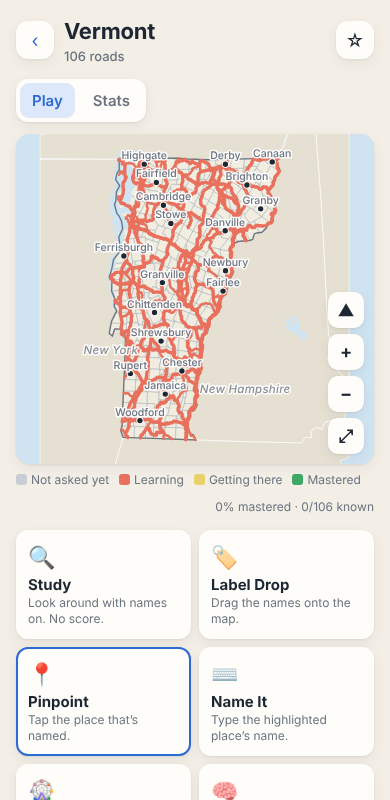 ‹
Vermont
106 roads
☆
Play
Stats
Highgate
Derby
Canaan
Fairfield
Brighton
Cambridge
Granby
Stowe
Danville
Ferrisburgh
Newbury
Granville
Fairlee
Chittenden
Shrewsbury
New York
Rupert
Chester
Jamaica
New Hampshire
Woodford
▲
+
−
⤢
Not asked yet
Learning
Getting there
Mastered
0% mastered · 0/106 known
Study
Look around with names
on. No score.
Label Drop
Drag the names onto the
map.
Pinpoint
Tap the place that's
named.
Name It
Type the highlighted
place's name.